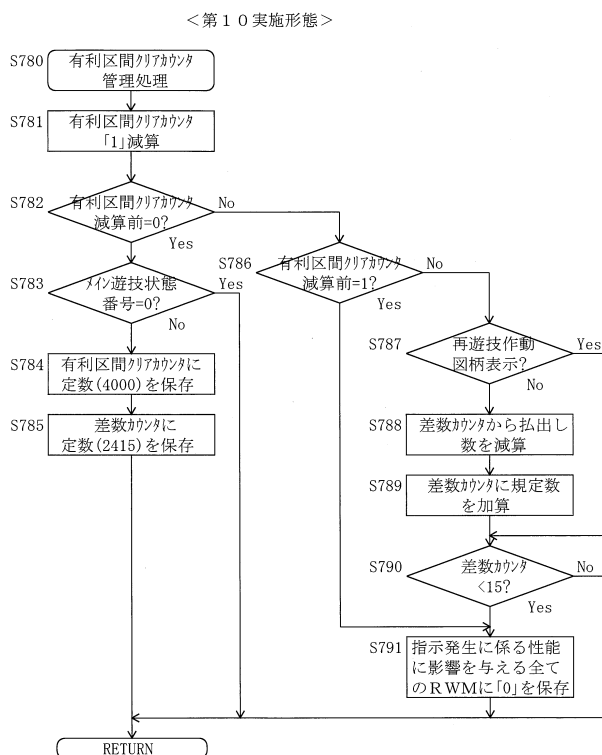 ＜第１０実施形態＞
S780
有利区間ｸﾘｱｶｳﾝﾀ
管理処理
S781
有利区間ｸﾘｱｶｳﾝﾀ
「1」減算
S782
有利区間ｸﾘｱｶｳﾝﾀ
減算前=0?
No
Yes
S783
ﾒｲﾝ遊技状態
番号=0?
Yes
No
S784
有利区間ｸﾘｱｶｳﾝﾀに
定数(4000)を保存
S785
差数ｶｳﾝﾀに
定数(2415)を保存
S786
有利区間ｸﾘｱｶｳﾝﾀ
減算前=1?
No
Yes
S787
再遊技作動
図柄表示?
Yes
No
S788
差数ｶｳﾝﾀから払出し
数を減算
S789
差数ｶｳﾝﾀに規定数
を加算
S790
差数ｶｳﾝﾀ
<15?
No
Yes
S791
指示発生に係る性能
に影響を与える全て
のＲＷＭに「0」を保存
RETURN